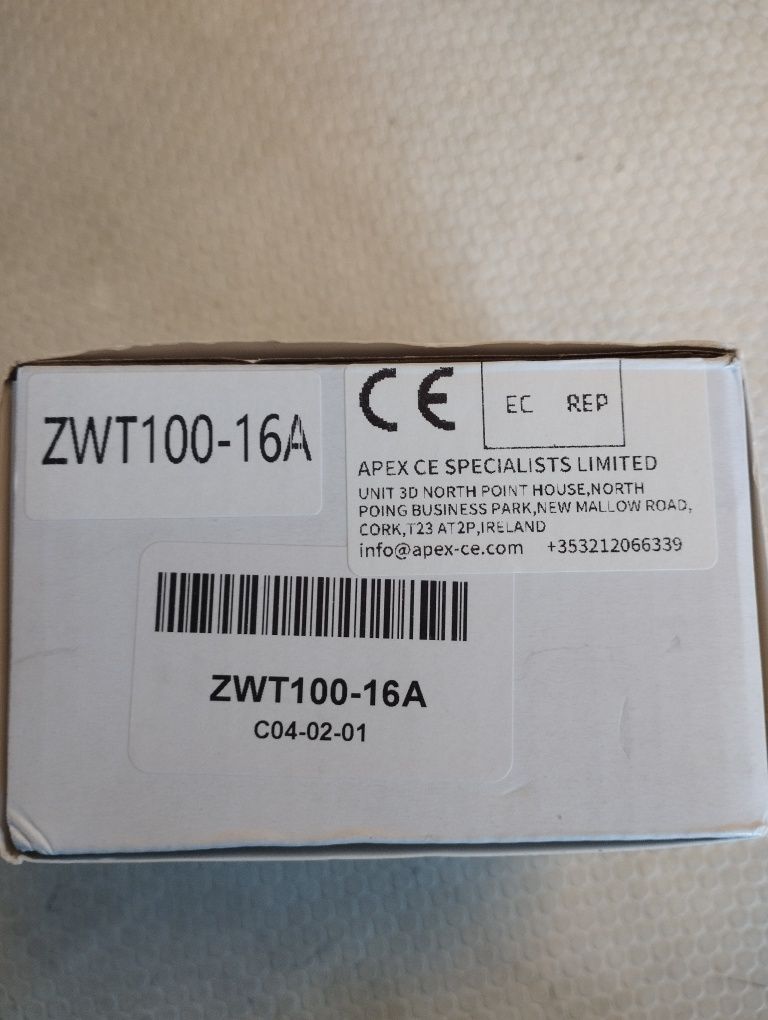 ZWT100-16A
CE
EC REP
APEX CE SPECIALISTS LIMITED
UNIT 3D NORTH POINT HOUSE,NORTH
POING BUSINESS PARK,NEW MALLOW ROAD,
CORK,T23 AT2P,IRELAND
info@apex-ce.com +353212066339
ZWT100-16A
C04-02-01